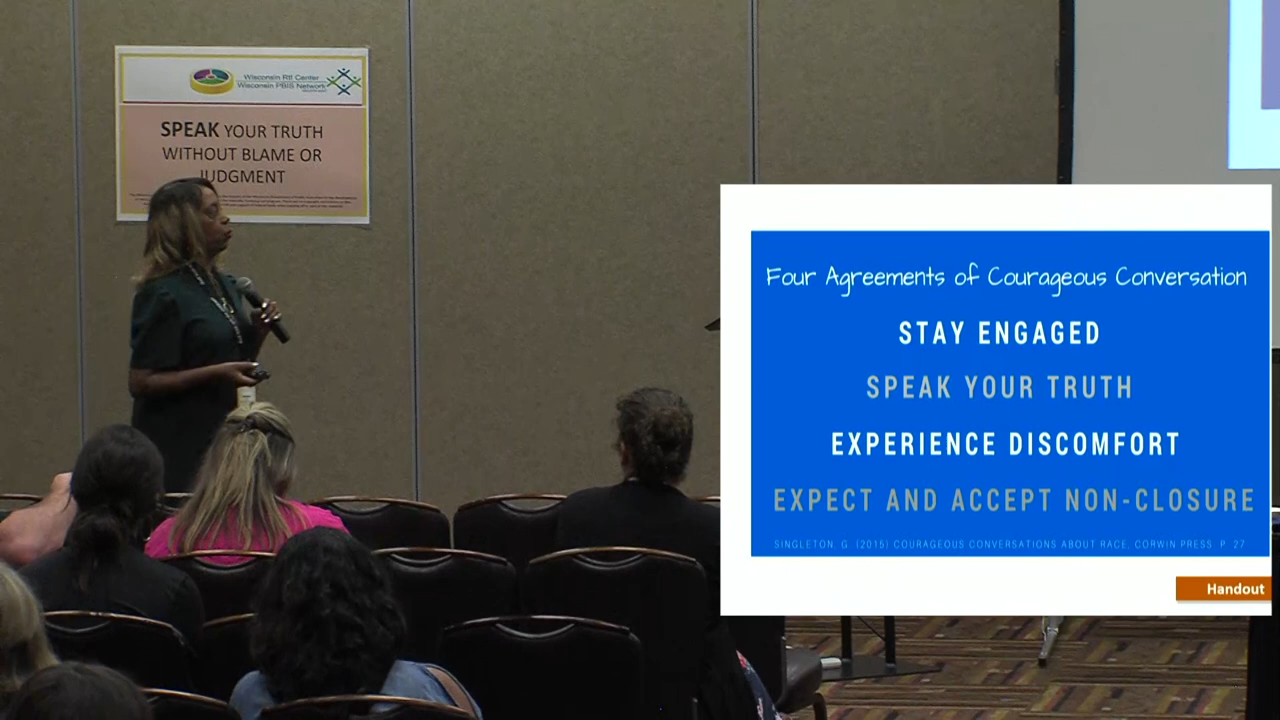 Wisconsin RtI Center
Wisconsin PBIS Network
SPEAK YOUR TRUTH
WITHOUT BLAME OR
JUDGMENT
Four Agreements of Courageous Conversation
STAY ENGAGED
SPEAK YOUR TRUTH
EXPERIENCE DISCOMFORT
EXPECT AND ACCEPT NON-CLOSURE
SINGLETON, G. (2015) COURAGEOUS CONVERSATIONS ABOUT RACE, CORWIN PRESS. P. 27
Handout